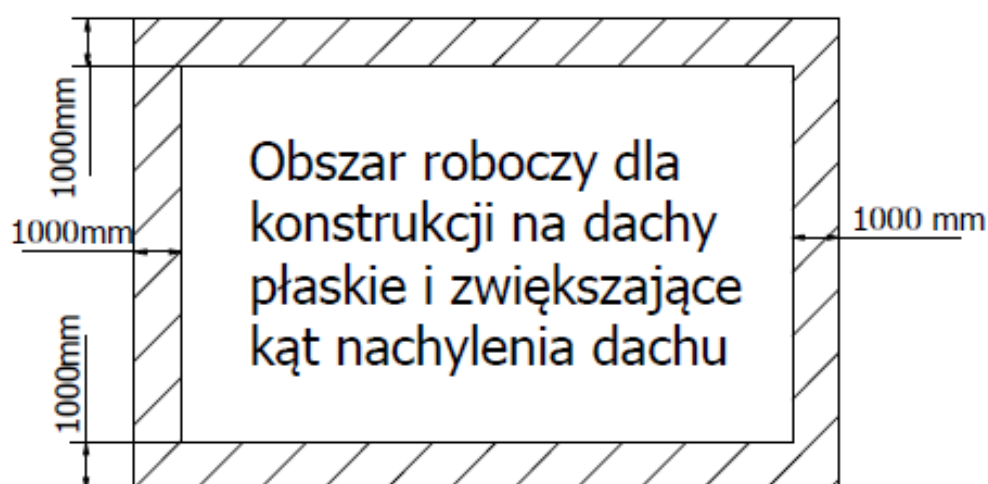 1000mm
Obszar roboczy dla
konstrukcji na dachy
płaskie i zwiększające
kąt nachylenia dachu
1000mm
1000 mm
1000mm